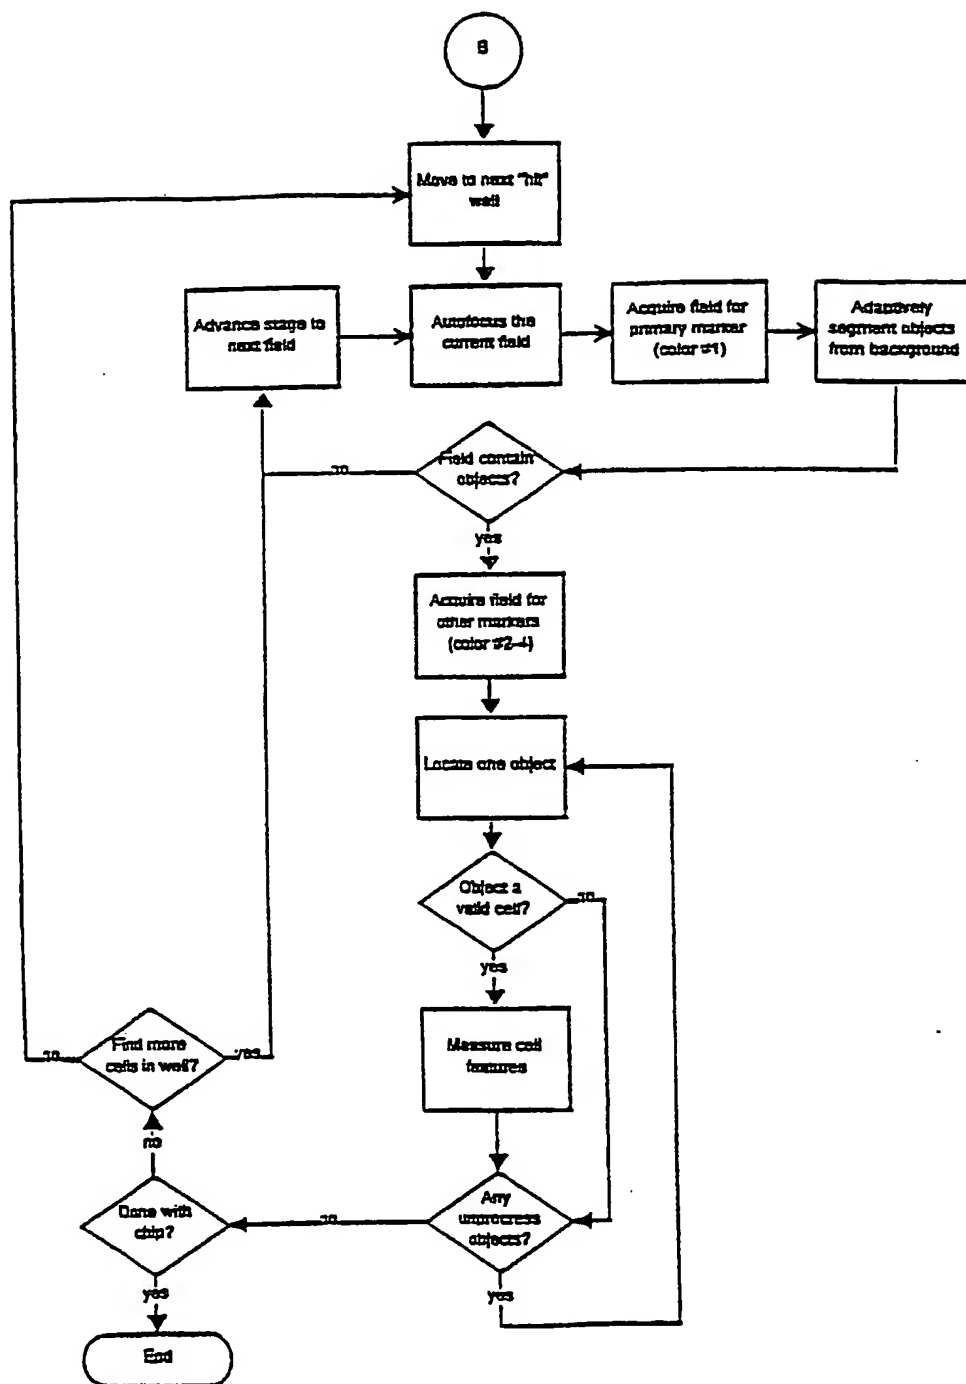 B
Move to next "hit"
well
Advance stage to
next field
Autofocus the
current field
Acquire field for
primary marker
(color #1)
Adaptively
segment objects
from background
Field contain
objects?
no
yes
Acquire field for
other markers
(color #2-4)
Locate one object
Object a
valid cell?
no
yes
Measure cell
features
Find more
cells in well?
no
yes
no
Done with
chip?
no
Any
unprocess
objects?
yes
yes
End